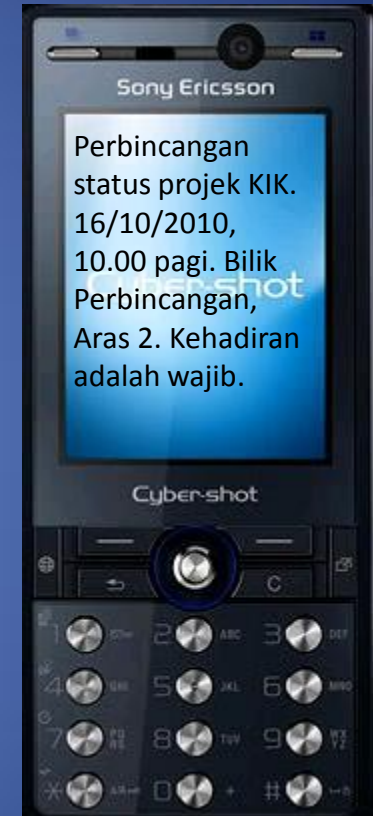 Sony Ericsson
Perbincangan
status projek KIK.
16/10/2010,
10.00 pagi. Bilik
Perbincangan,
Aras 2. Kehadiran
adalah wajib.
Cyber-shot
Cyber-shot
C
1
2 ABC 3 DEF
4 GHI 5 JKL 6 MNO
7 PQRS 8 TUV 9 WXYZ
* 0 + #